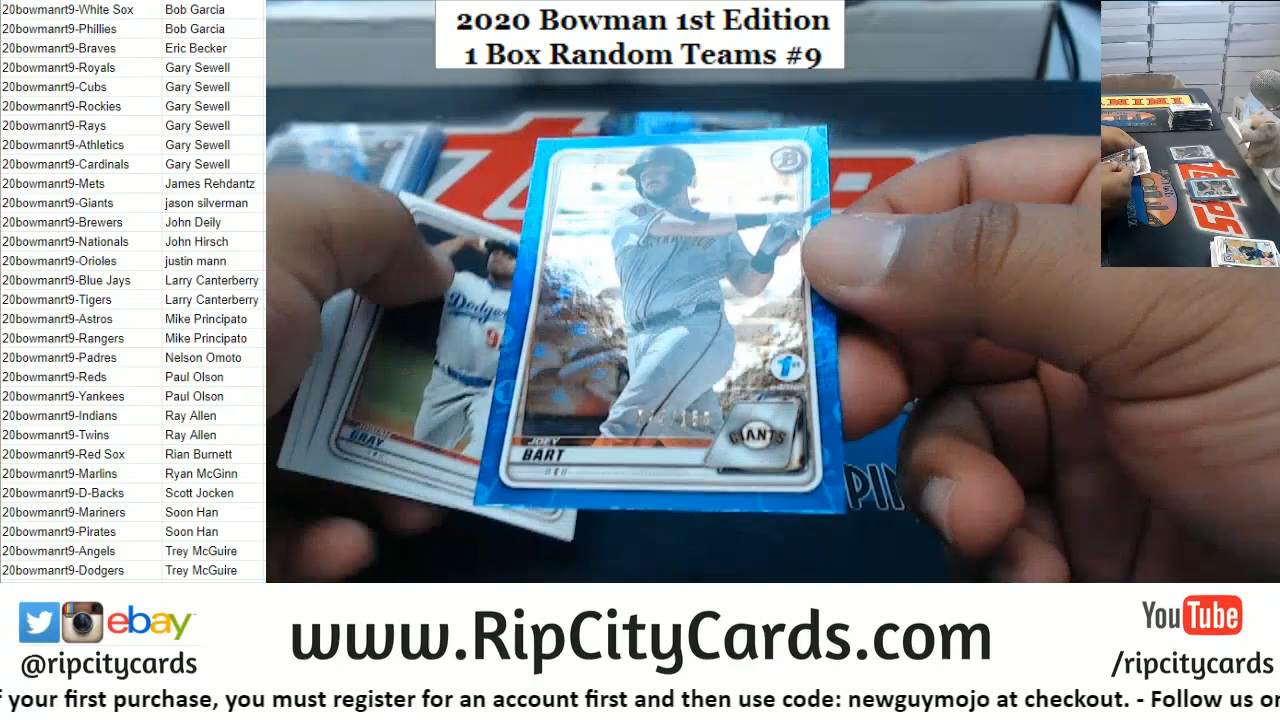 2020 Bowman 1st Edition
1 Box Random Teams #9
20bowmanrt9-White Sox Bob Garcia
20bowmanrt9-Phillies Bob Garcia
20bowmanrt9-Braves Eric Becker
20bowmanrt9-Royals Gary Sewell
20bowmanrt9-Cubs Gary Sewell
20bowmanrt9-Rockies Gary Sewell
20bowmanrt9-Rays Gary Sewell
20bowmanrt9-Athletics Gary Sewell
20bowmanrt9-Cardinals Gary Sewell
20bowmanrt9-Mets James Rehdantz
20bowmanrt9-Giants jason silverman
20bowmanrt9-Brewers John Deily
20bowmanrt9-Nationals John Hirsch
20bowmanrt9-Orioles justin mann
20bowmanrt9-Blue Jays Larry Canterberry
20bowmanrt9-Tigers Larry Canterberry
20bowmanrt9-Astros Mike Principato
20bowmanrt9-Rangers Mike Principato
20bowmanrt9-Padres Nelson Omoto
20bowmanrt9-Reds Paul Olson
20bowmanrt9-Yankees Paul Olson
20bowmanrt9-Indians Ray Allen
20bowmanrt9-Twins Ray Allen
20bowmanrt9-Red Sox Rian Burnett
20bowmanrt9-Marlins Ryan McGinn
20bowmanrt9-D-Backs Scott Jocken
20bowmanrt9-Mariners Soon Han
20bowmanrt9-Pirates Soon Han
20bowmanrt9-Angels Trey McGuire
20bowmanrt9-Dodgers Trey McGuire
B
1st
edition
GIANTS
JOEY
BART
Dodgers
9
GRAY
PANINI
ebay
@ripcitycards
www.RipCityCards.com
YouTube
/ripcitycards
f your first purchase, you must register for an account first and then use code: newguymojo at checkout. - Follow us on